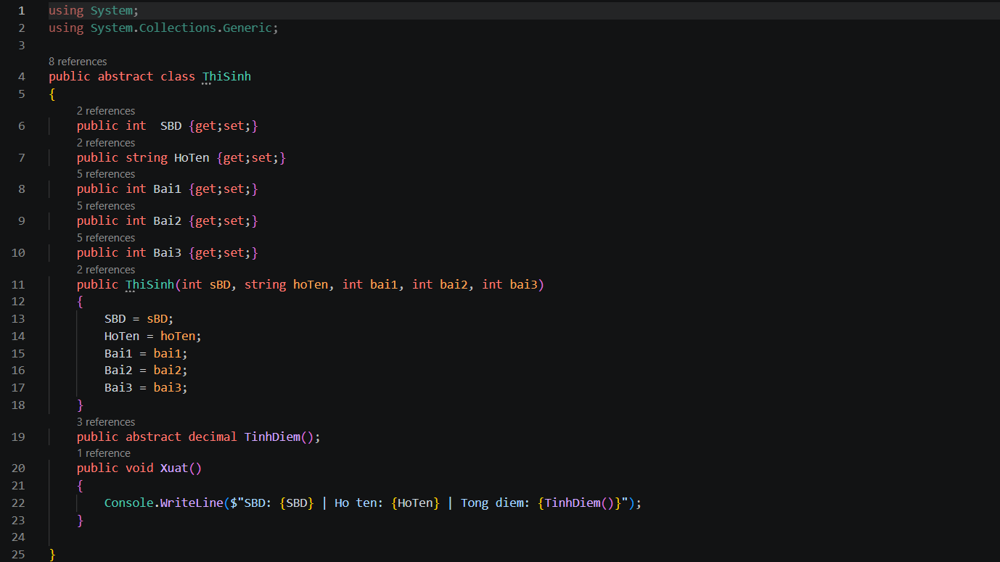 1 using System;
2 using System.Collections.Generic;
3
8 references
4 public abstract class ThiSinh
5 {
2 references
6 public int  SBD {get;set;}
2 references
7 public string HoTen {get;set;}
5 references
8 public int Bai1 {get;set;}
5 references
9 public int Bai2 {get;set;}
5 references
10 public int Bai3 {get;set;}
2 references
11 public ThiSinh(int sBD, string hoTen, int bai1, int bai2, int bai3)
12 {
13 SBD = sBD;
14 HoTen = hoTen;
15 Bai1 = bai1;
16 Bai2 = bai2;
17 Bai3 = bai3;
18 }
3 references
19 public abstract decimal TinhDiem();
1 reference
20 public void Xuat()
21 {
22 Console.WriteLine($"SBD: {SBD} | Ho ten: {HoTen} | Tong diem: {TinhDiem()}");
23 }
24
25 }